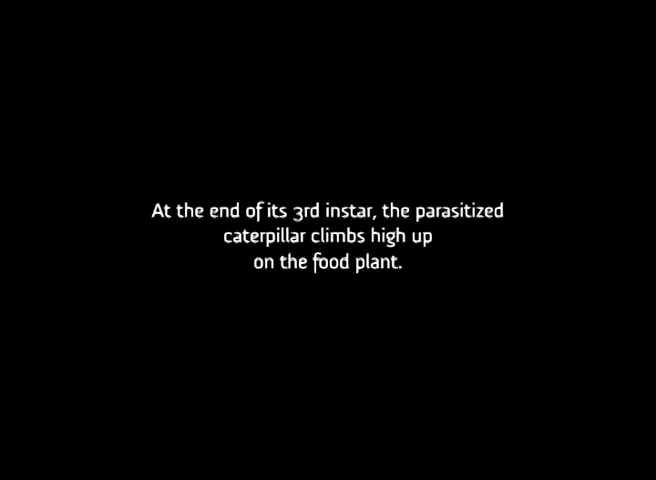 At the end of its 3rd instar, the parasitized
caterpillar climbs high up
on the food plant.